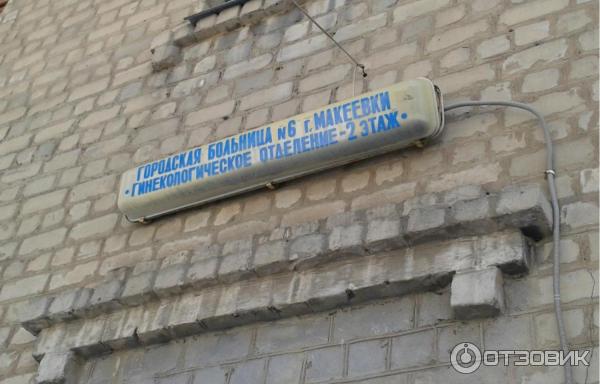 ГОРОДСКАЯ БОЛЬНИЦА №6 г. МАКЕЕВКИ
•ГИНЕКОЛОГИЧЕСКОЕ ОТДЕЛЕНИЕ-2 ЭТАЖ•
ОТЗОВИК